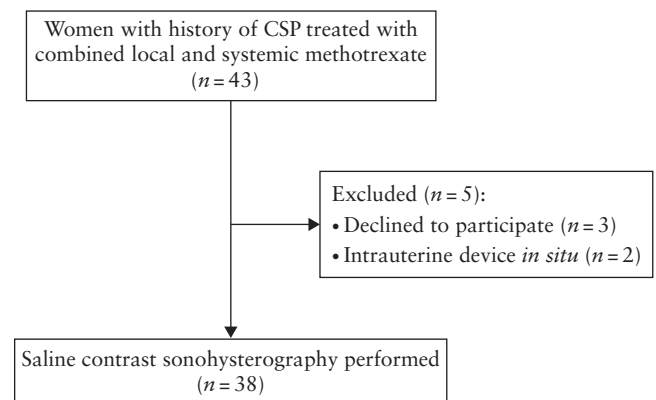 Women with history of CSP treated with
combined local and systemic methotrexate
(n = 43)
Excluded (n = 5):
• Declined to participate (n = 3)
• Intrauterine device in situ (n = 2)
Saline contrast sonohysterography performed
(n = 38)